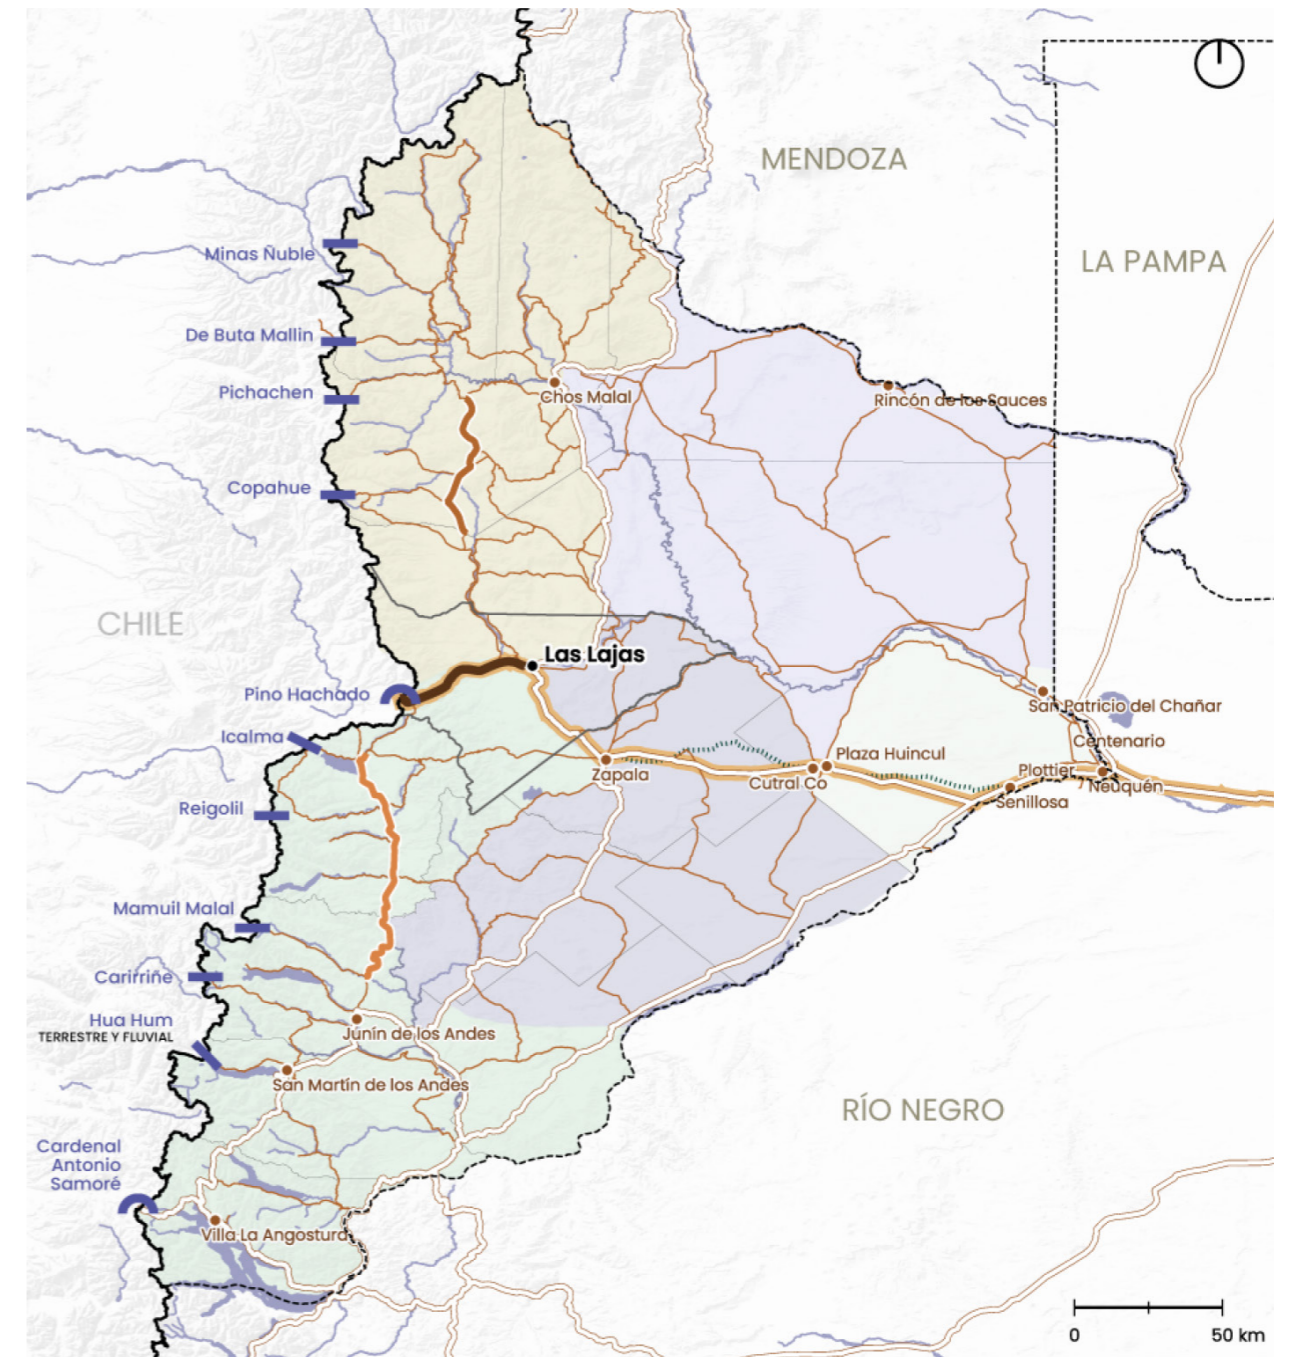 MENDOZA
LA PAMPA
Minas Ñuble
De Buta Mallin
Pichachen
Chos Malal
Rincón de los Sauces
Copahue
CHILE
Las Lajas
Pino Hachado
San Patricio del Chañar
Icalma
Centenario
Plaza Huincul
Zapala
Cutral Co
Plottier
Neuquén
Senillosa
Reigolil
Mamuil Malal
Carirriñe
Hua Hum
TERRESTRE Y FLUVIAL
Junín de los Andes
San Martín de los Andes
RÍO NEGRO
Cardenal
Antonio
Samoré
Villa La Angostura
0 50 km